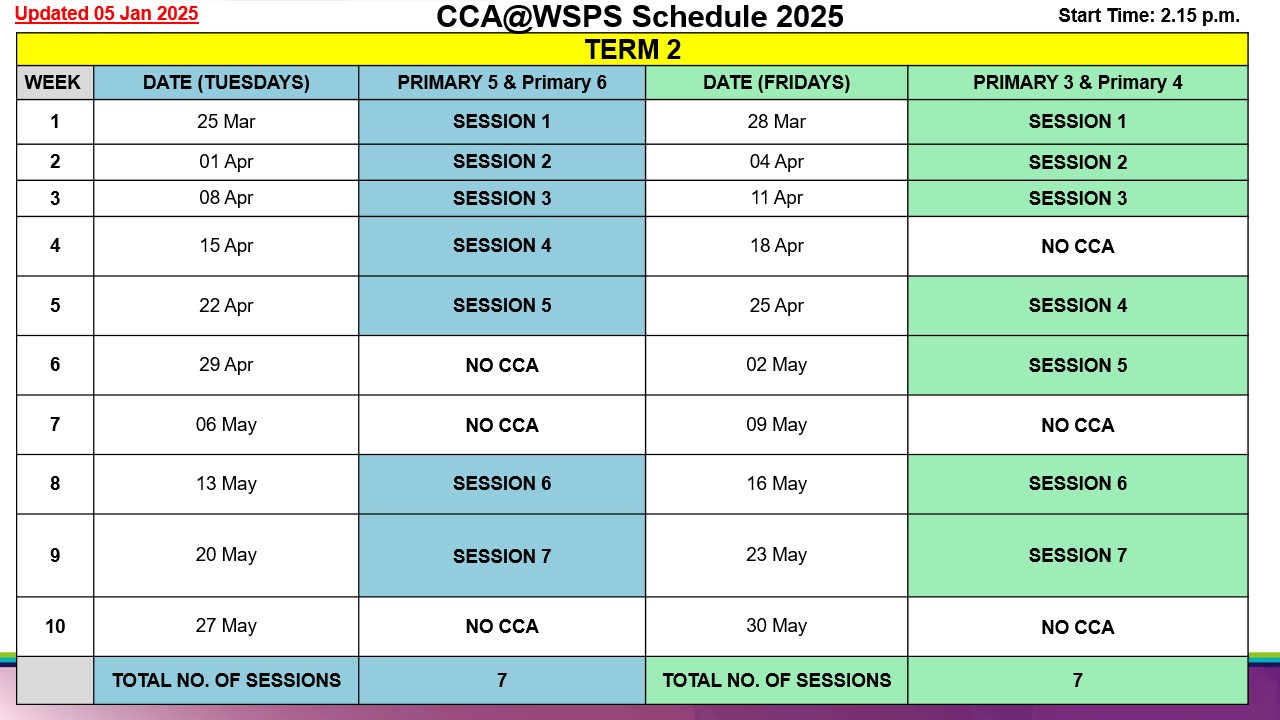 Updated 05 Jan 2025
CCA@WSPS Schedule 2025
Start Time: 2.15 p.m.
TERM 2
WEEK DATE (TUESDAYS) PRIMARY 5 & Primary 6 DATE (FRIDAYS) PRIMARY 3 & Primary 4
1 25 Mar SESSION 1 28 Mar SESSION 1
2 01 Apr SESSION 2 04 Apr SESSION 2
3 08 Apr SESSION 3 11 Apr SESSION 3
4 15 Apr SESSION 4 18 Apr NO CCA
5 22 Apr SESSION 5 25 Apr SESSION 4
6 29 Apr NO CCA 02 May SESSION 5
7 06 May NO CCA 09 May NO CCA
8 13 May SESSION 6 16 May SESSION 6
9 20 May SESSION 7 23 May SESSION 7
10 27 May NO CCA 30 May NO CCA
TOTAL NO. OF SESSIONS 7 TOTAL NO. OF SESSIONS 7